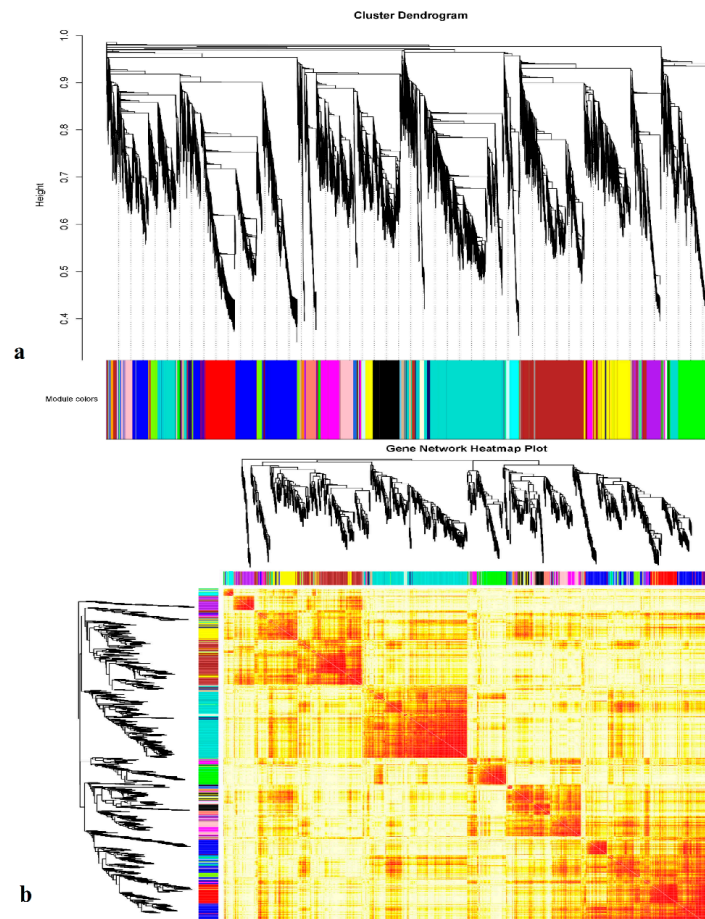 Cluster Dendrogram
1.0
0.9
0.8
0.7
0.6
0.5
0.4
Height
a
Module colors
Gene Network Heatmap Plot
b